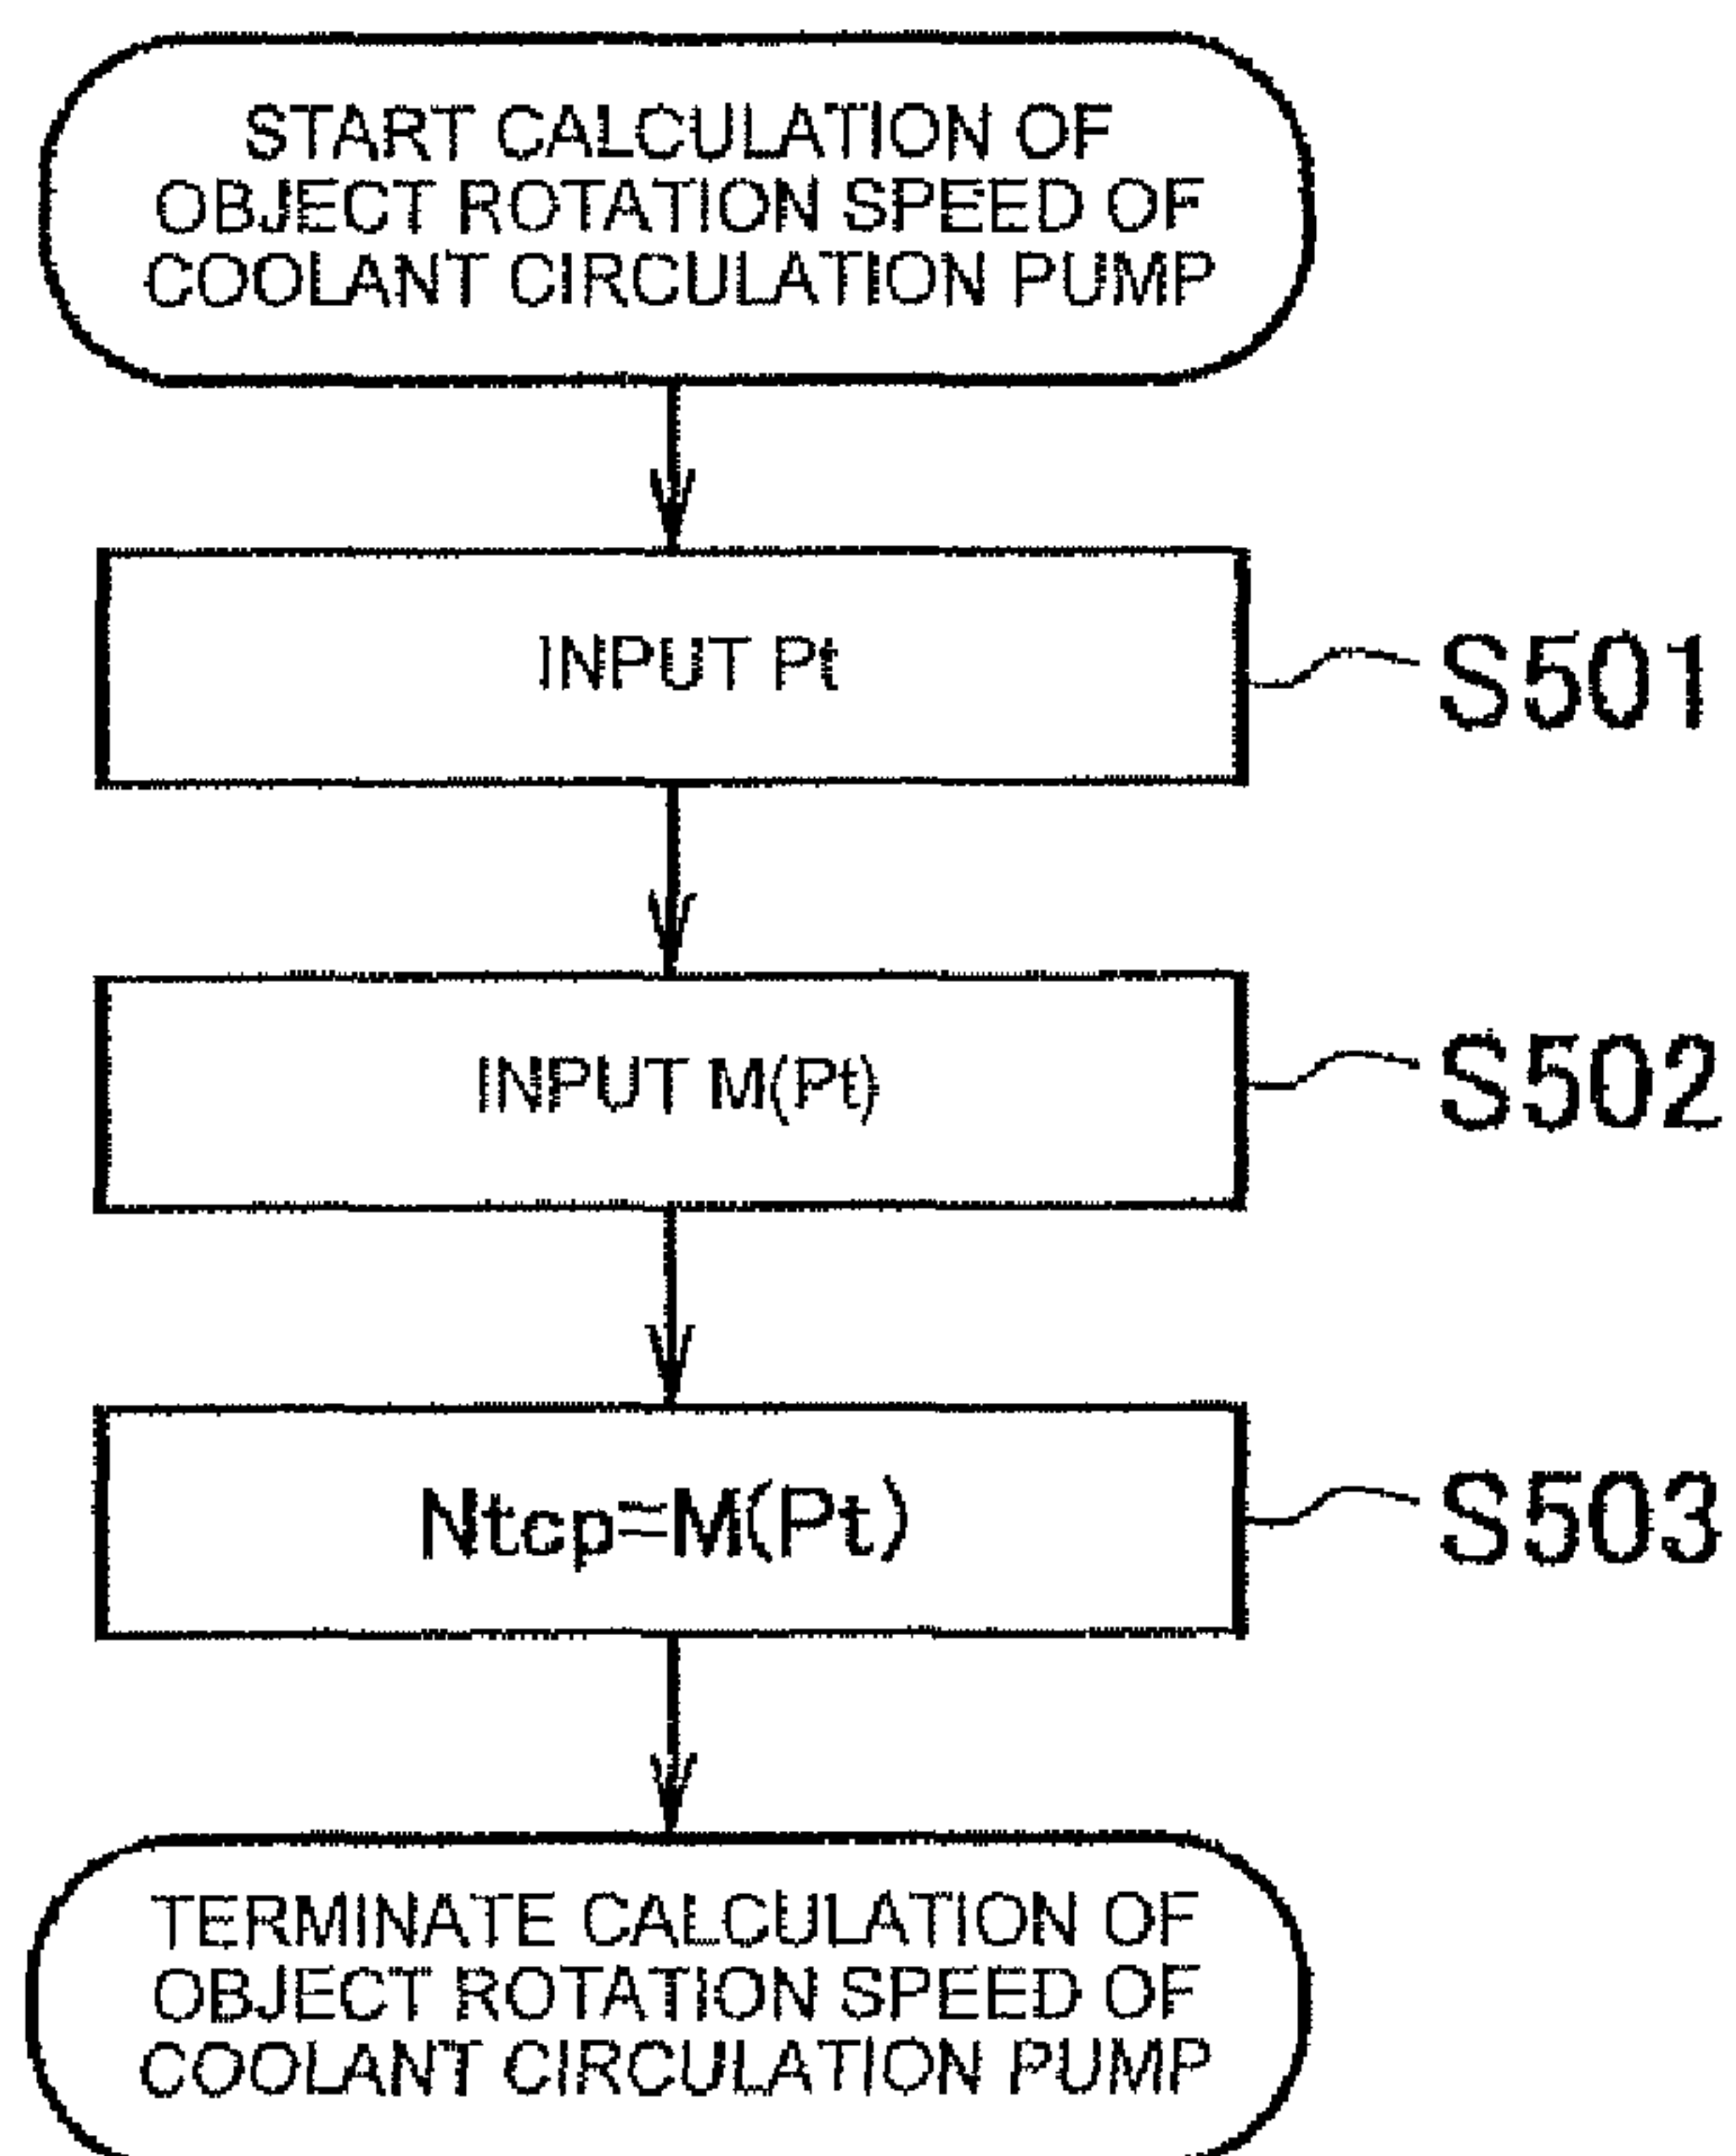 START CALCULATION OF
OBJECT ROTATION SPEED OF
COOLANT CIRCULATION PUMP
INPUT Pt
S501
INPUT M(Pt)
S502
Ntcp=M(Pt)
S503
TERMINATE CALCULATION OF
OBJECT ROTATION SPEED OF
COOLANT CIRCULATION PUMP